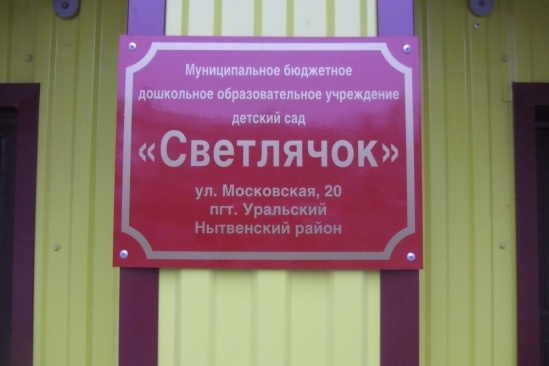 Муниципальное бюджетное
дошкольное образовательное учреждение
детский сад
«Светлячок»
ул. Московская, 20
пгт. Уральский
Нытвенский район